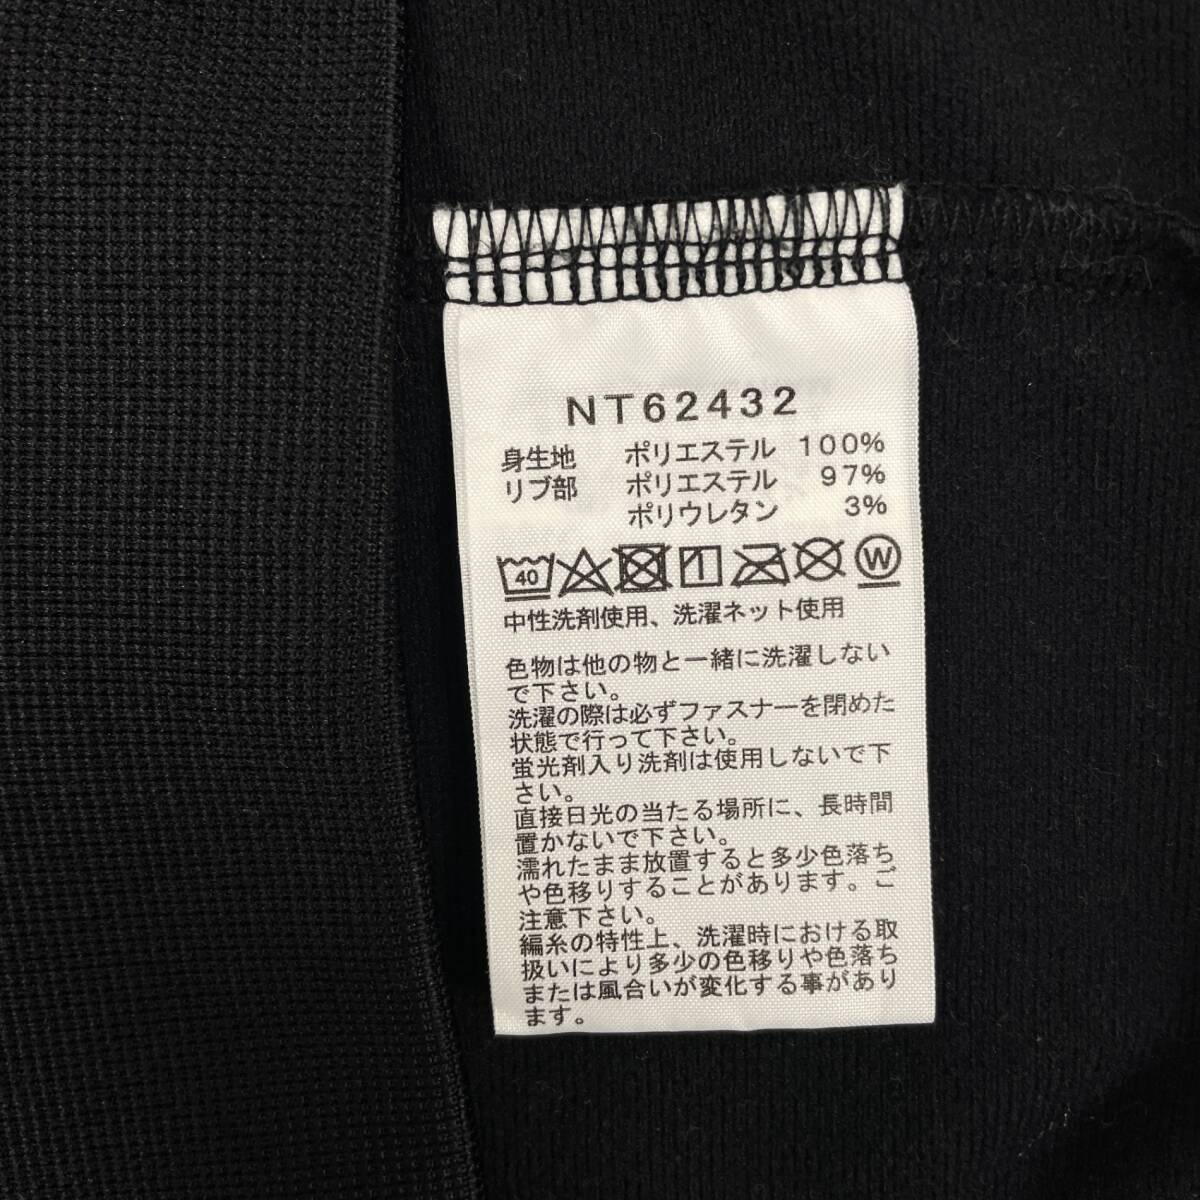 NT62432
身生地 ポリエステル 100%
リブ部 ポリエステル 97%
ポリウレタン 3%
40 W
中性洗剤使用、洗濯ネット使用
色物は他の物と一緒に洗濯しない
で下さい。
洗濯の際は必ずファスナーを閉めた
状態で行って下さい。
蛍光剤入り洗剤は使用しないで下
さい。
直接日光の当たる場所に、長時間
置かないで下さい。
濡れたまま放置すると多少色落ち
や色移りすることがあります。ご
注意下さい。
編糸の特性上、洗濯時における取
扱いにより多少の色移りや色落ち
または風合いが変化する事があり
ます。